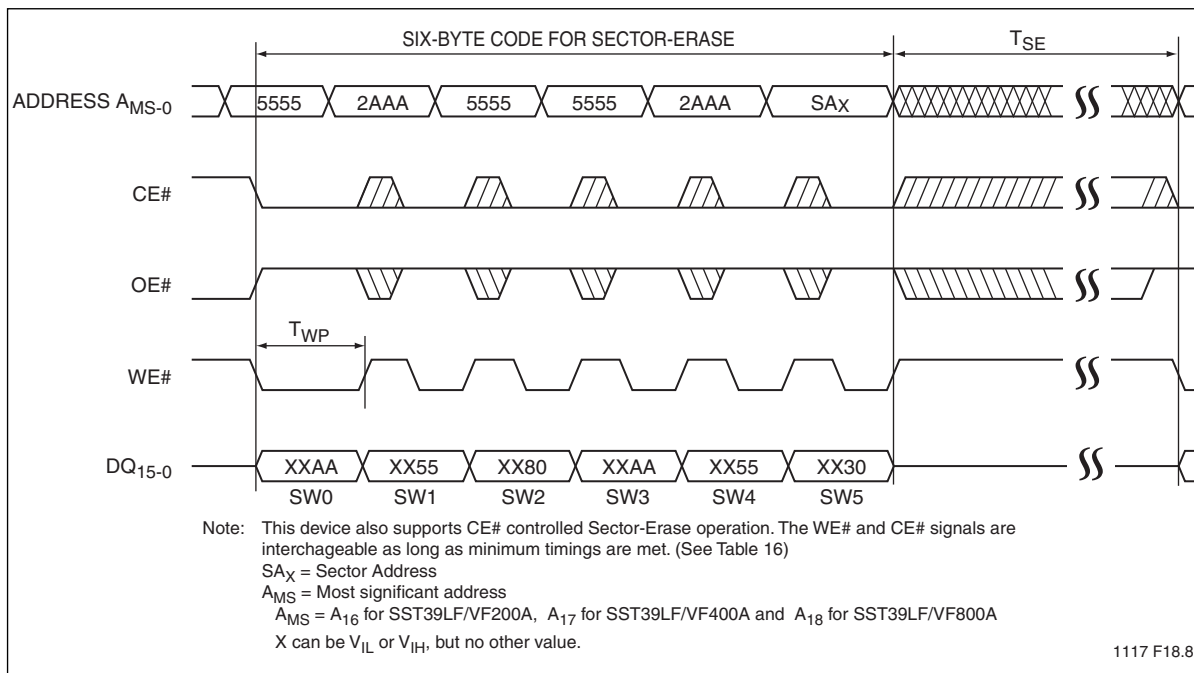 SIX-BYTE CODE FOR SECTOR-ERASE TSE
ADDRESS AMS-0 5555 2AAA 5555 5555 2AAA SAX
CE#
OE#
TWP
WE#
DQ15-0 XXAA XX55 XX80 XXAA XX55 XX30
SW0 SW1 SW2 SW3 SW4 SW5
Note: This device also supports CE# controlled Sector-Erase operation. The WE# and CE# signals are
interchageable as long as minimum timings are met. (See Table 16)
SAX = Sector Address
AMS = Most significant address
AMS = A16 for SST39LF/VF200A, A17 for SST39LF/VF400A and A18 for SST39LF/VF800A
X can be VIL or VIH, but no other value.
1117 F18.8